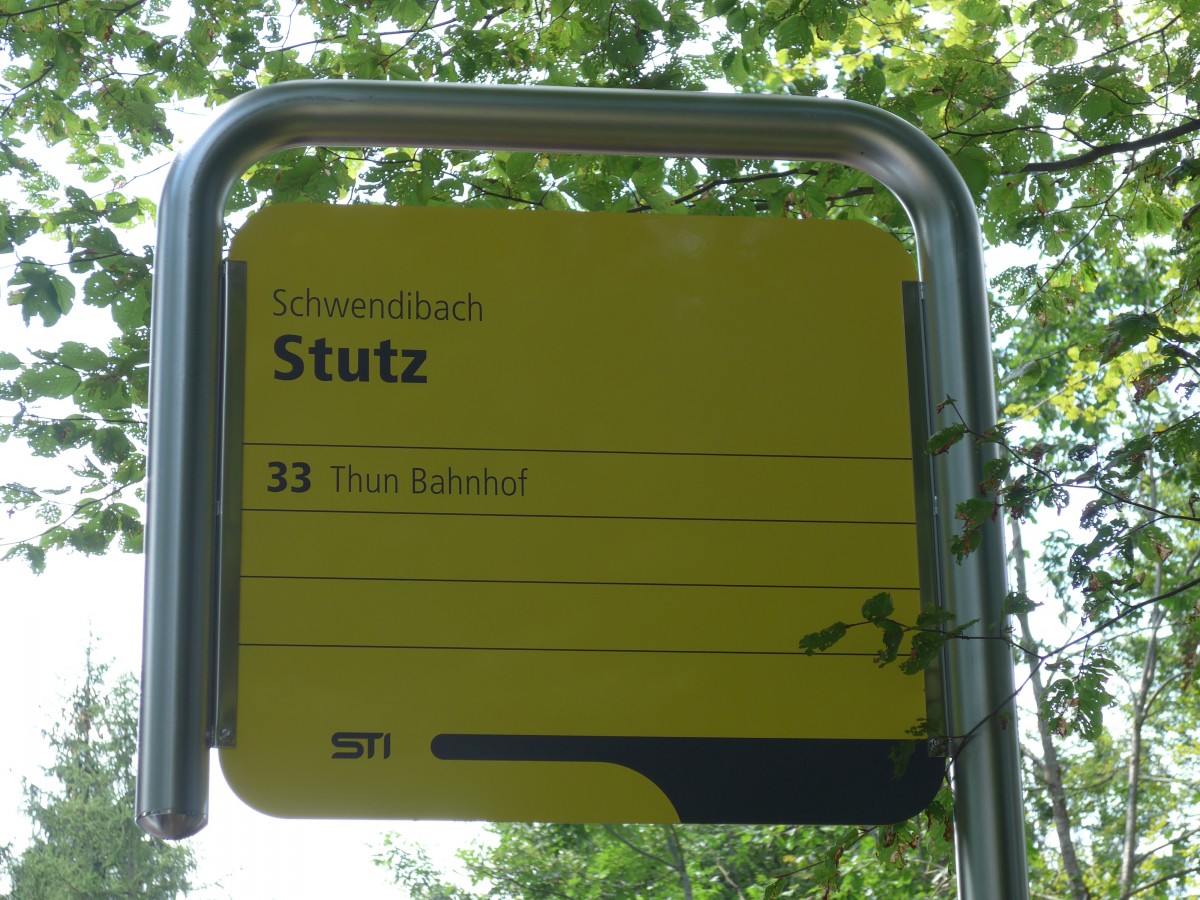 Schwendibach
Stutz
33 Thun Bahnhof
STI